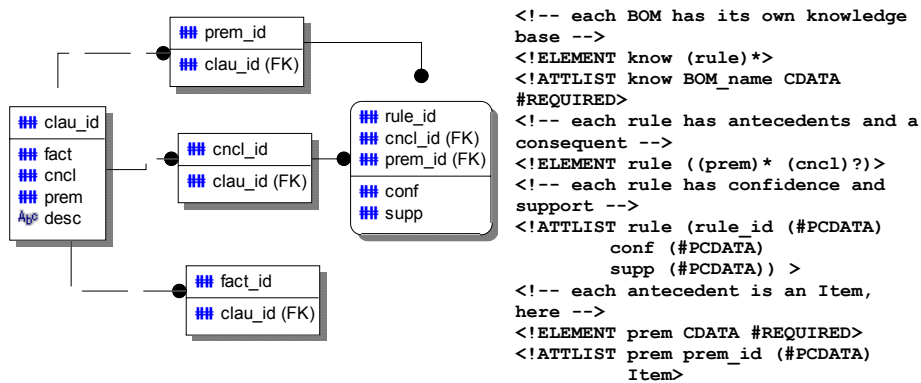 prem_id
clau_id (FK)
clau_id
fact
cncl
prem
Abc desc
cncl_id
clau_id (FK)
rule_id
cncl_id (FK)
prem_id (FK)
conf
supp
fact_id
clau_id (FK)
<!-- each BOM has its own knowledge
base -->
<!ELEMENT know (rule)*>
<!ATTLIST know BOM_name CDATA
#REQUIRED>
<!-- each rule has antecedents and a
consequent -->
<!ELEMENT rule ((prem)* (cncl)?)>
<!-- each rule has confidence and
support -->
<!ATTLIST rule (rule_id (#PCDATA)
conf (#PCDATA)
supp (#PCDATA)) >
<!-- each antecedent is an Item,
here -->
<!ELEMENT prem CDATA #REQUIRED>
<!ATTLIST prem prem_id (#PCDATA)
Item>